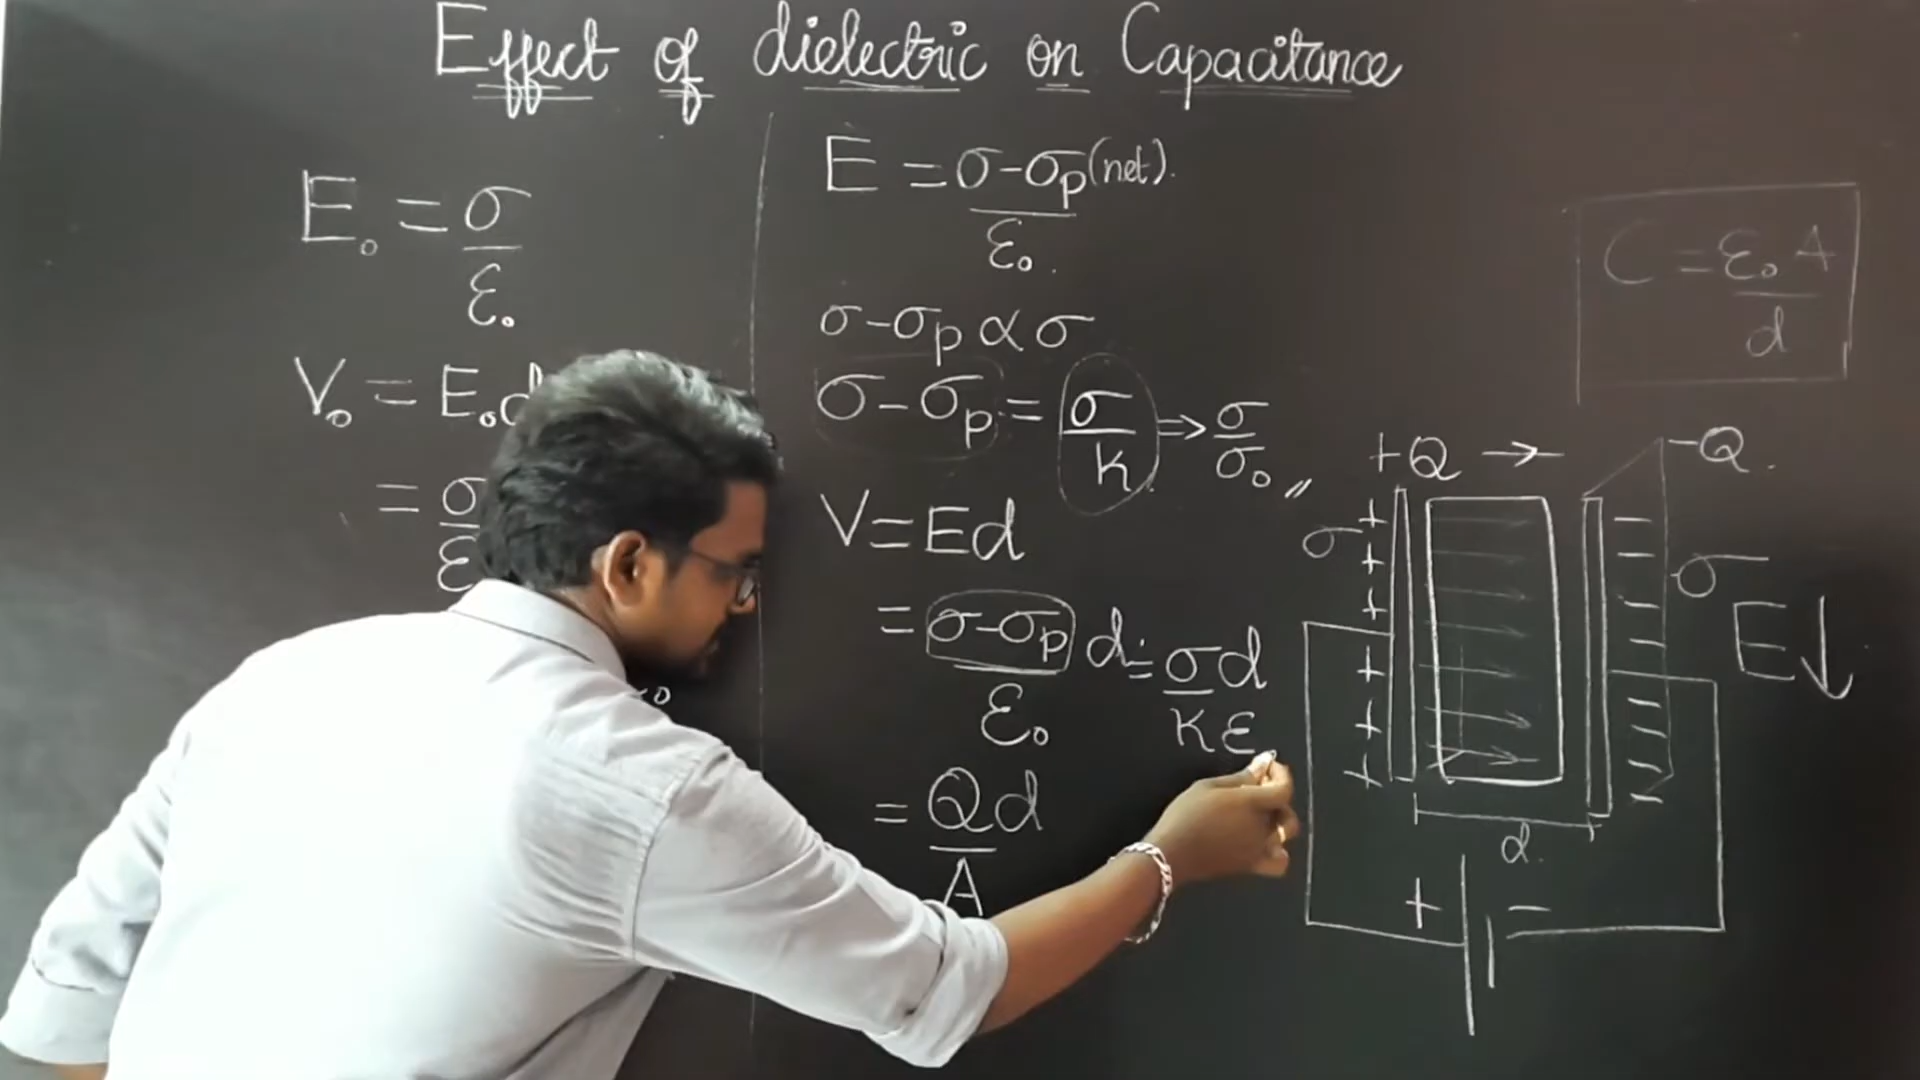 Effect of dielectric on Capacitance
E₀ = σ
ε₀
V₀ = E₀d
= σ
ε
E = σ-σp (net).
ε₀.
σ-σp ∝ σ
σ-σp = σ/K ⇒ σ/σ₀ 〃
V = Ed
= σ-σp d = σd
ε₀ Kε
= Qd
A
C = ε₀A
d
+Q → -Q.
σ + + + + + +
- - - - - - - -σ
E↓
d.
+ -